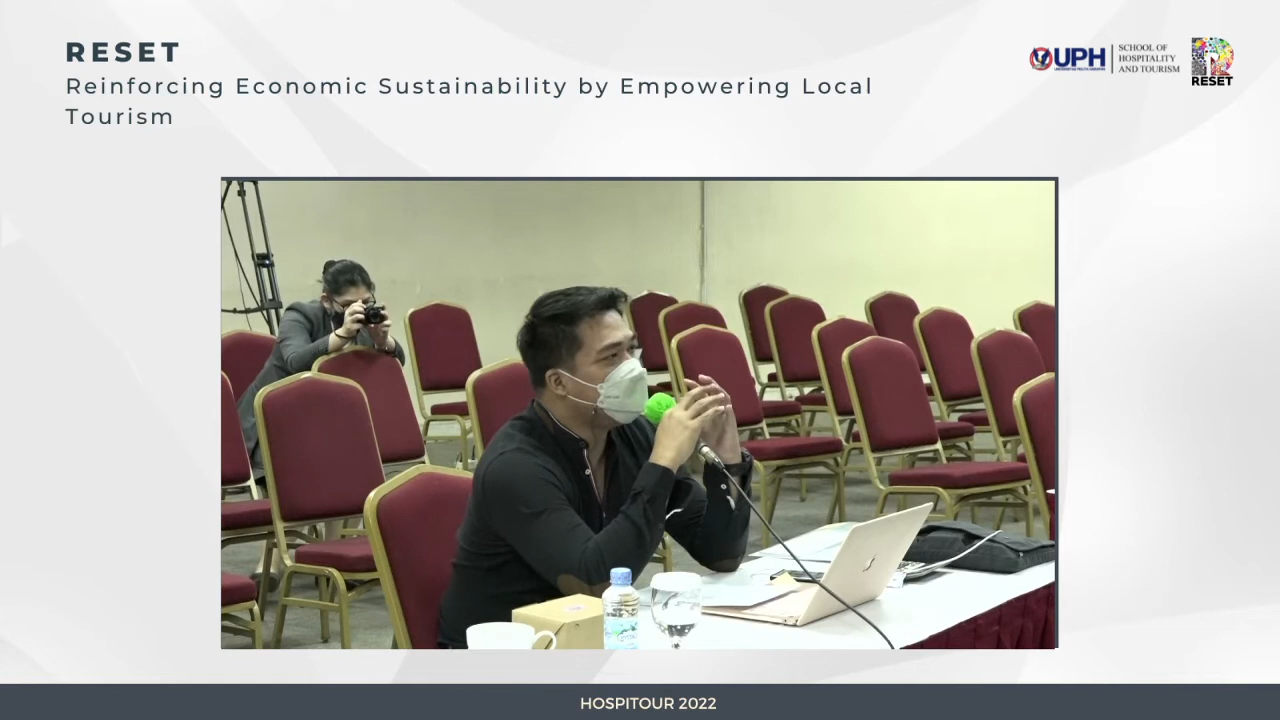 RESET
Reinforcing Economic Sustainability by Empowering Local
Tourism
UPH
SCHOOL OF
HOSPITALITY
AND TOURISM
RESET
HOSPITOUR 2022